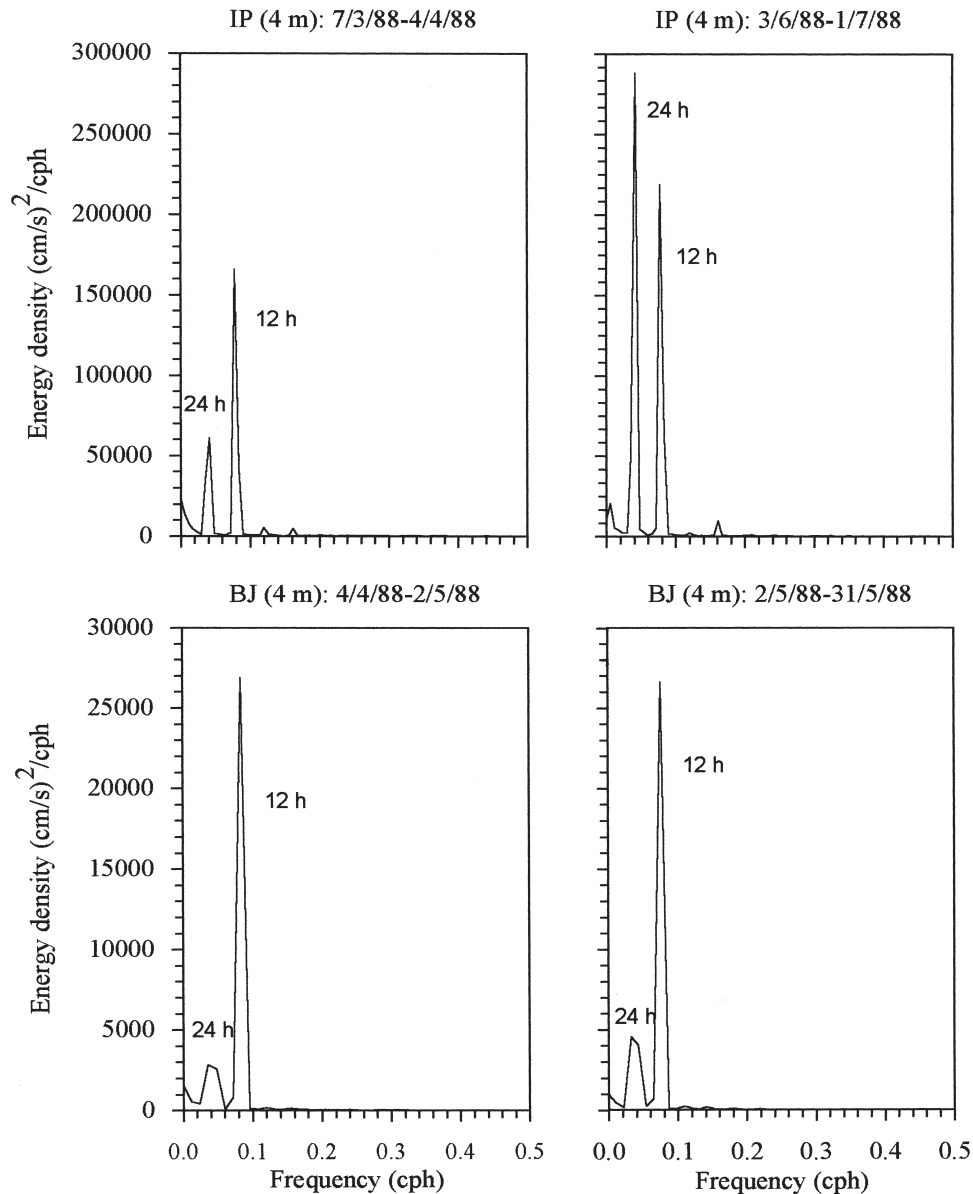 IP (4 m): 7/3/88-4/4/88
IP (4 m): 3/6/88-1/7/88
300000
250000
200000
150000
100000
50000
0
Energy density (cm/s)2/cph
24 h
12 h
24 h
12 h
BJ (4 m): 4/4/88-2/5/88
BJ (4 m): 2/5/88-31/5/88
30000
25000
20000
15000
10000
5000
0
Energy density (cm/s)2/cph
24 h
12 h
24 h
12 h
0.0 0.1 0.2 0.3 0.4 0.5
Frequency (cph)
0.0 0.1 0.2 0.3 0.4 0.5
Frequency (cph)